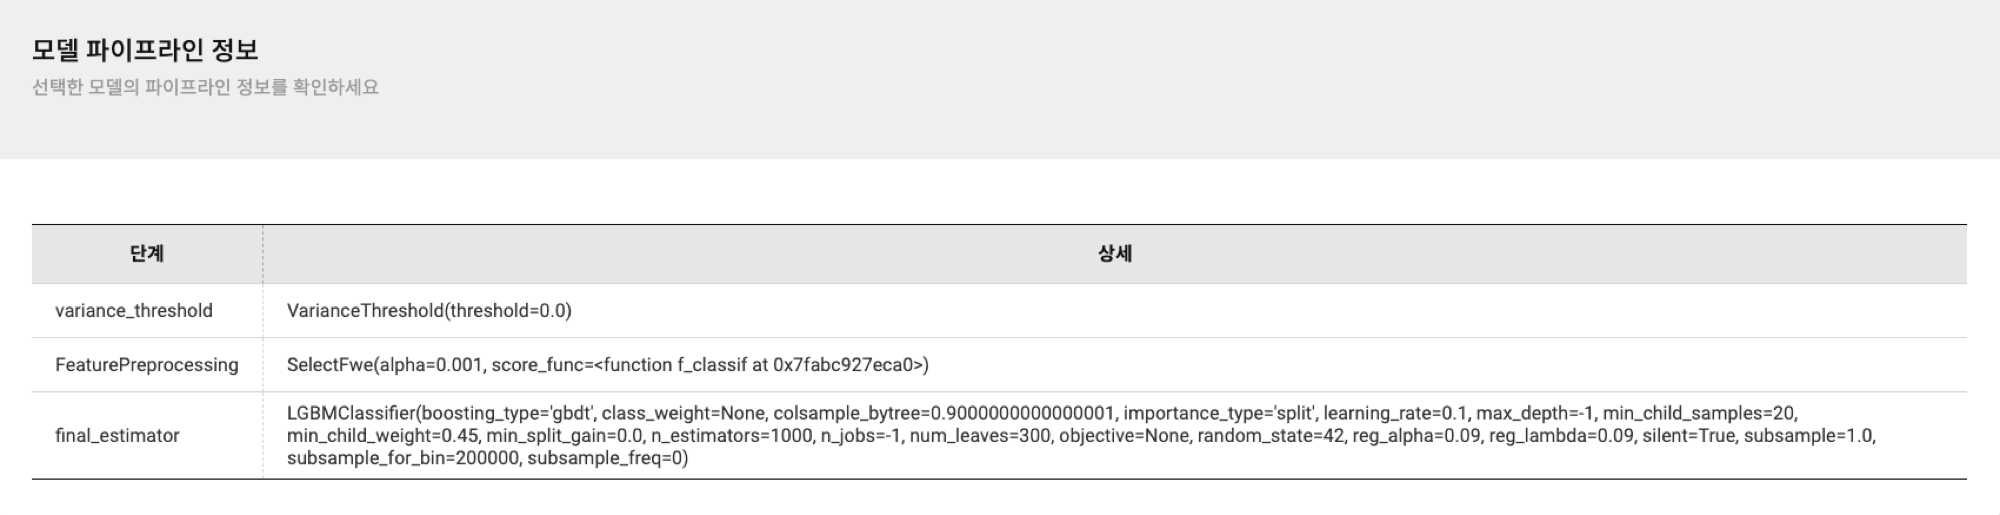 모델 파이프라인 정보
선택한 모델의 파이프라인 정보를 확인하세요
단계 상세
variance_threshold VarianceThreshold(threshold=0.0)
FeaturePreprocessing SelectFwe(alpha=0.001, score_func=<function f_classif at 0x7fabc927eca0>)
final_estimator LGBMClassifier(boosting_type='gbdt', class_weight=None, colsample_bytree=0.9000000000000001, importance_type='split', learning_rate=0.1, max_depth=-1, min_child_samples=20,
min_child_weight=0.45, min_split_gain=0.0, n_estimators=1000, n_jobs=-1, num_leaves=300, objective=None, random_state=42, reg_alpha=0.09, reg_lambda=0.09, silent=True, subsample=1.0,
subsample_for_bin=200000, subsample_freq=0)